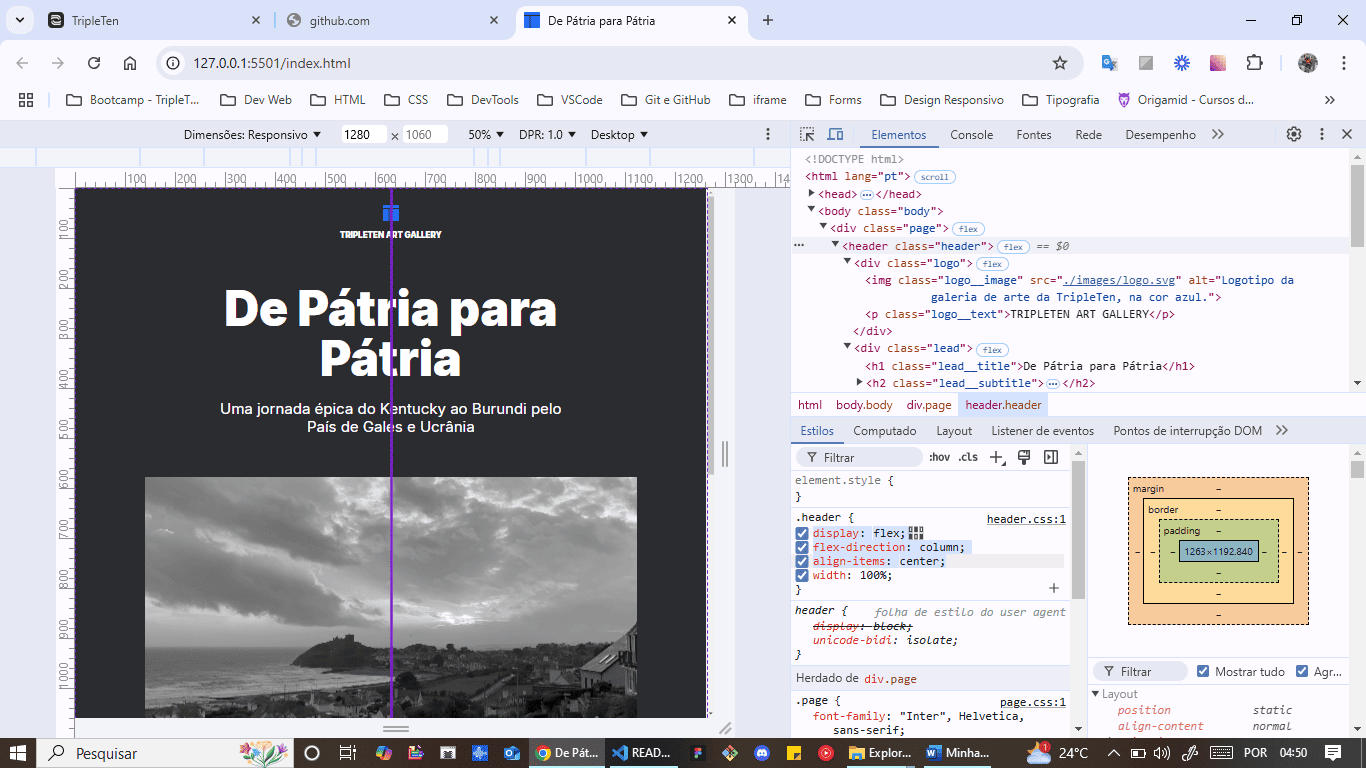 TripleTen
github.com
De Pátria para Pátria
127.0.0.1:5501/index.html
Bootcamp - TripleT...
Dev Web
HTML
CSS
DevTools
VSCode
Git e GitHub
iframe
Forms
Design Responsivo
Tipografia
Origamid - Cursos d...
Dimensões: Responsivo
1280 × 1060
50%
DPR: 1.0
Desktop
100 200 300 400 500 600 700 800 900 1000 1100 1200 1300 14
100
200
300
400
500
600
700
800
900
1000
TRIPLETEN ART GALLERY
De Pátria para
Pátria
Uma jornada épica do Kentucky ao Burundi pelo
País de Gales e Ucrânia
Elementos
Console
Fontes
Rede
Desempenho
<!DOCTYPE html>
<html lang="pt"> scroll
<head> ... </head>
<body class="body">
<div class="page"> flex
<header class="header"> flex == $0
<div class="logo"> flex
<img class="logo__image" src="./images/logo.svg" alt="Logotipo da
galeria de arte da TripleTen, na cor azul.">
<p class="logo__text">TRIPLETEN ART GALLERY</p>
</div>
<div class="lead"> flex
<h1 class="lead__title">De Pátria para Pátria</h1>
<h2 class="lead__subtitle"> ... </h2>
html body.body div.page header.header
Estilos
Computado
Layout
Listener de eventos
Pontos de interrupção DOM
Filtrar
:hov .cls
element.style {
}
.header { header.css:1
display: flex;
flex-direction: column;
align-items: center;
width: 100%;
}
header { folha de estilo do user agent
display: block;
unicode-bidi: isolate;
}
Herdado de div.page
.page { page.css:1
font-family: "Inter", Helvetica,
sans-serif;
margin –
border –
padding –
– – – 1263×1192.840 – – –
–
–
–
Filtrar
Mostrar tudo
Agr...
Layout
position static
align-content normal
Pesquisar
De Pát...
READ...
Explor...
Minha...
1
24°C
POR
04:50